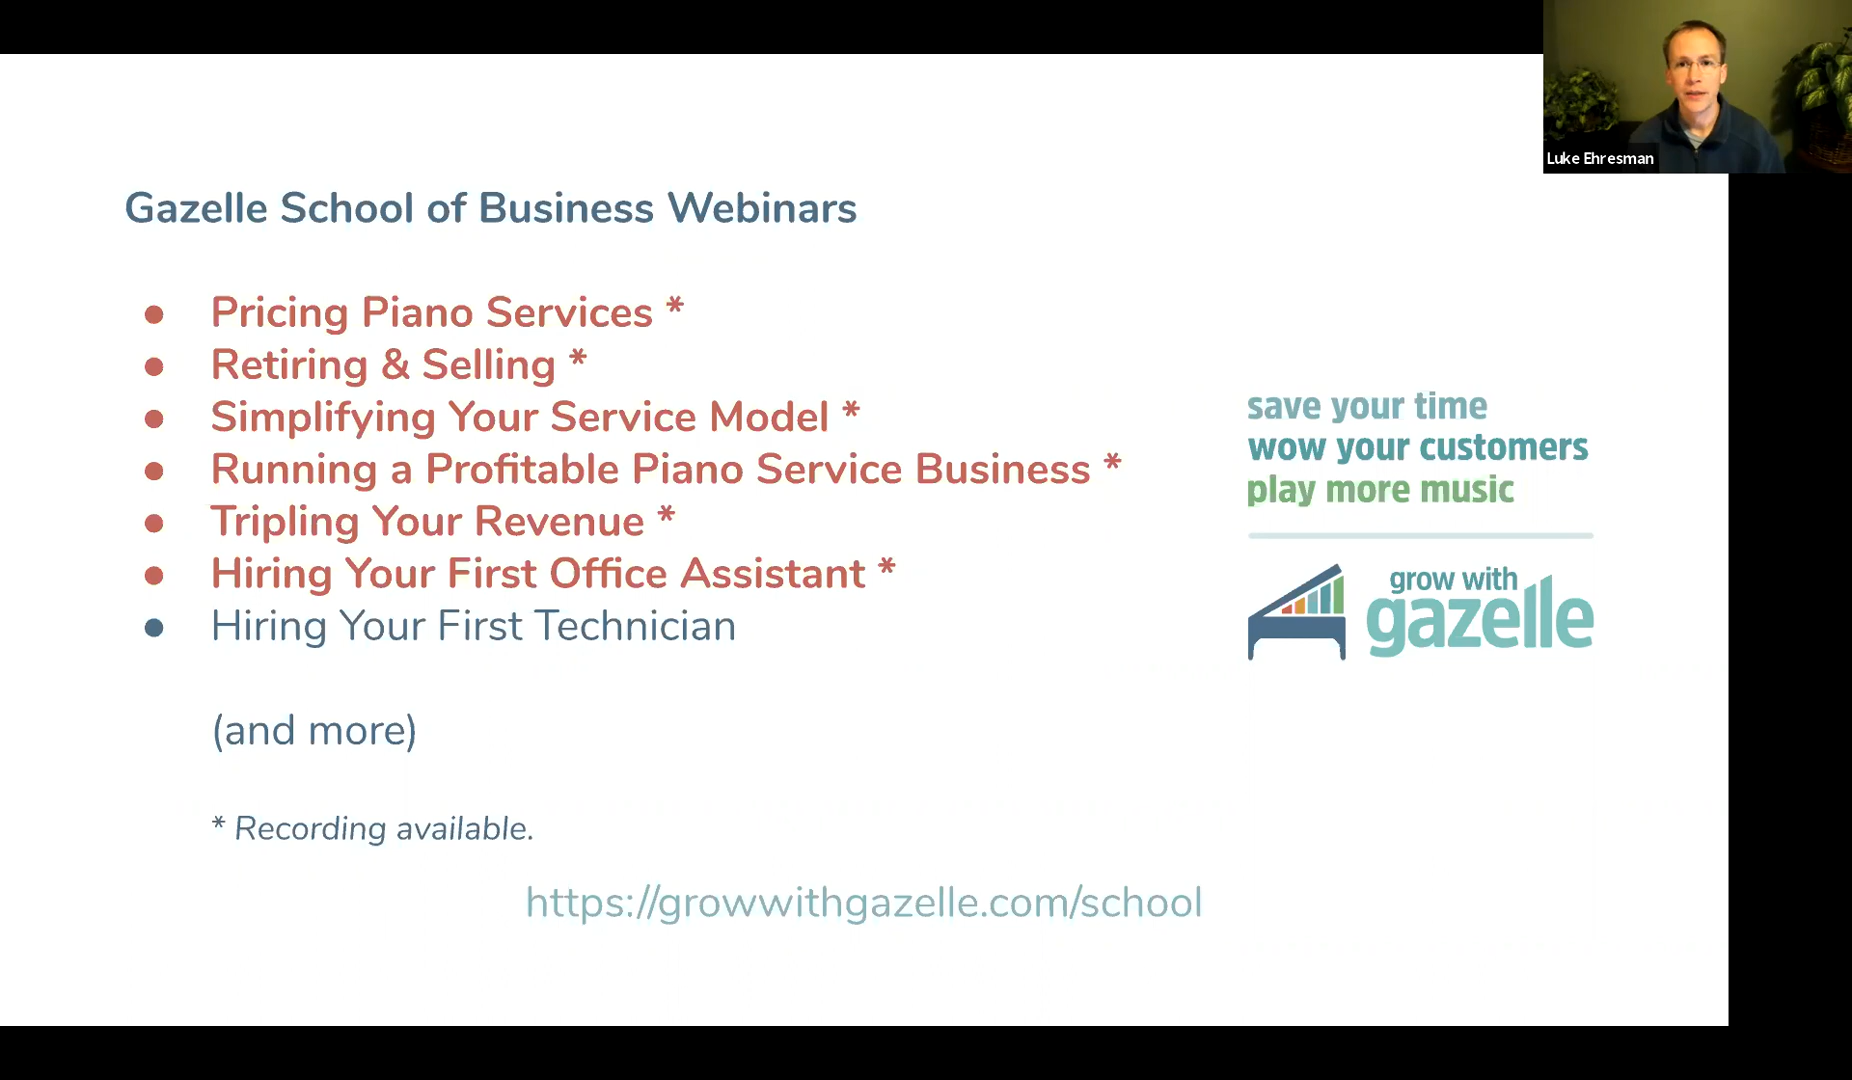 Luke Ehresman
Gazelle School of Business Webinars
● Pricing Piano Services *
● Retiring & Selling *
● Simplifying Your Service Model *
● Running a Profitable Piano Service Business *
● Tripling Your Revenue *
● Hiring Your First Office Assistant *
● Hiring Your First Technician
(and more)
* Recording available.
https://growwithgazelle.com/school
save your time
wow your customers
play more music
grow with
gazelle